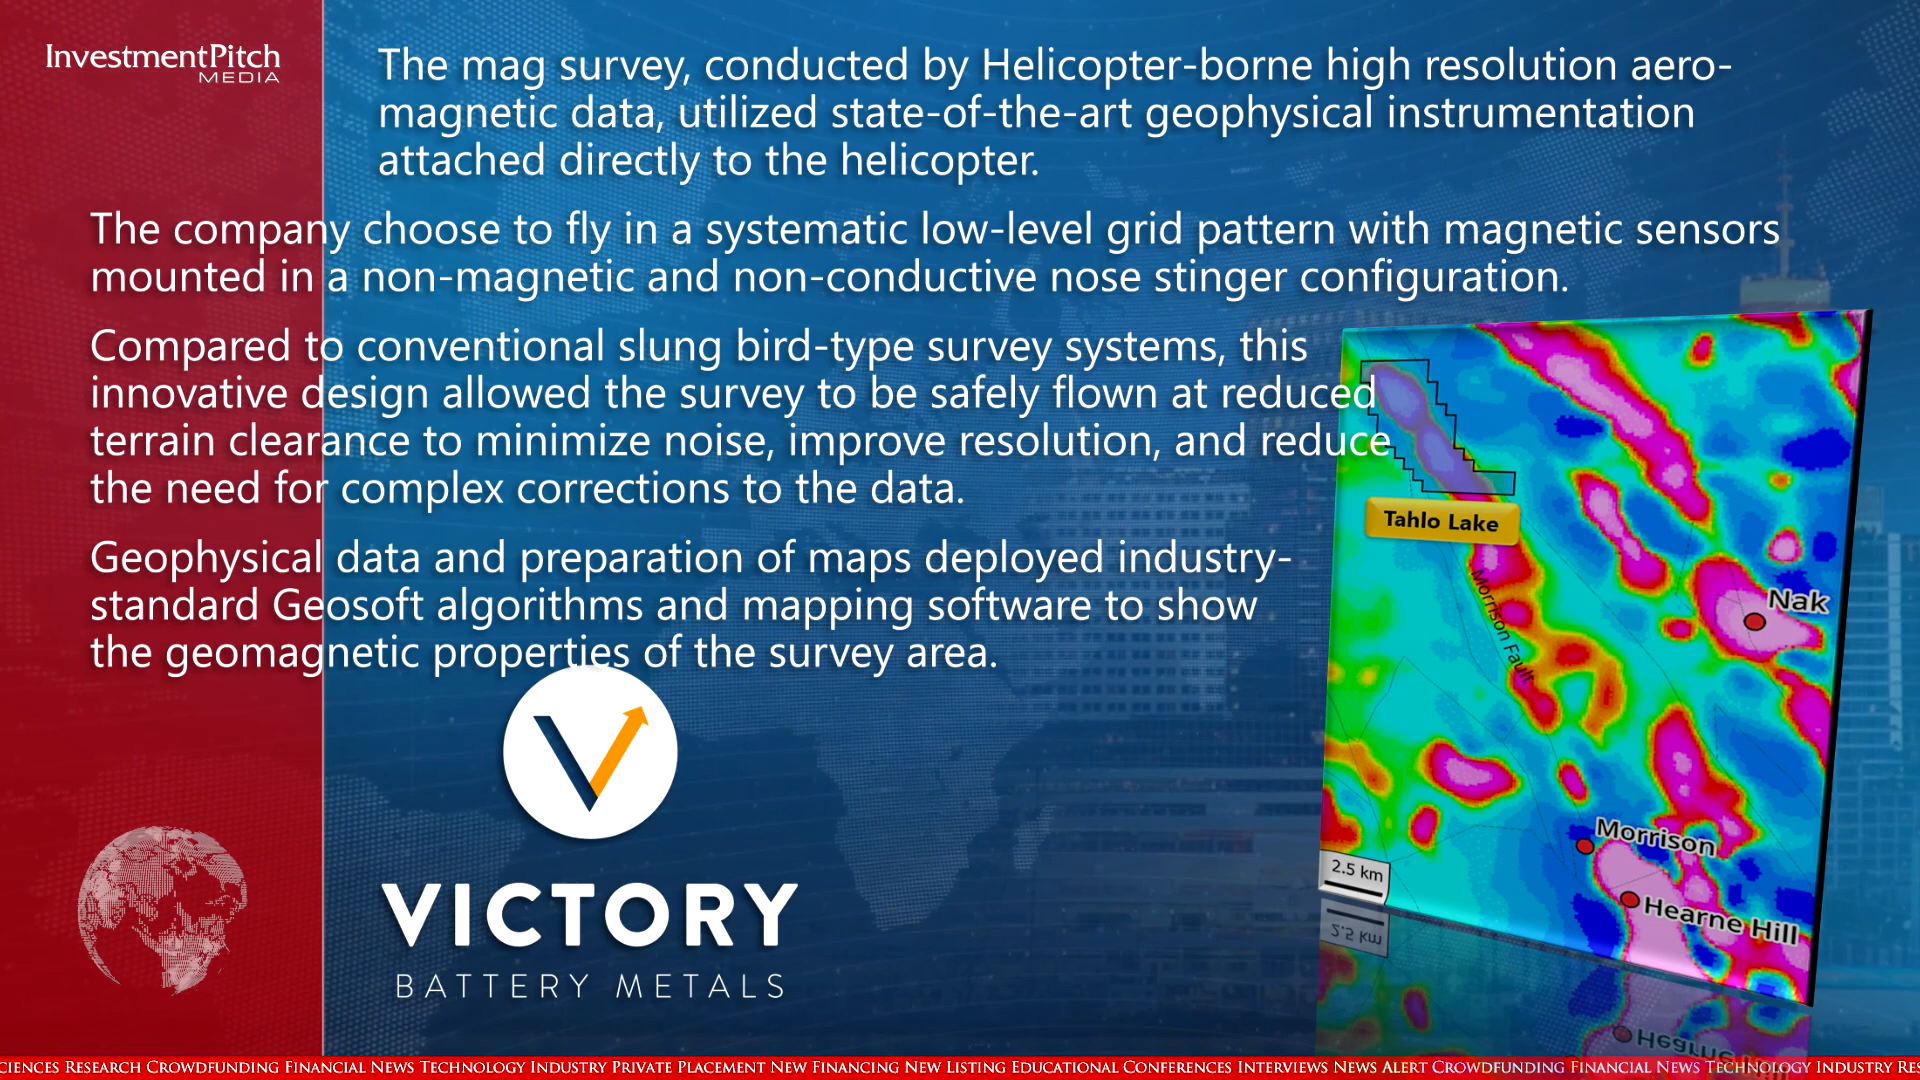 InvestmentPitch
MEDIA
The mag survey, conducted by Helicopter-borne high resolution aero-
magnetic data, utilized state-of-the-art geophysical instrumentation
attached directly to the helicopter.
The company choose to fly in a systematic low-level grid pattern with magnetic sensors
mounted in a non-magnetic and non-conductive nose stinger configuration.
Compared to conventional slung bird-type survey systems, this
innovative design allowed the survey to be safely flown at reduced
terrain clearance to minimize noise, improve resolution, and reduce
the need for complex corrections to the data.
Geophysical data and preparation of maps deployed industry-
standard Geosoft algorithms and mapping software to show
the geomagnetic properties of the survey area.
Tahlo Lake
Morrison Fault
Nak
Morrison
Hearne Hill
2.5 km
2.5 km
Hearne Hill
VICTORY
BATTERY METALS
CIENCES RESEARCH CROWDFUNDING FINANCIAL NEWS TECHNOLOGY INDUSTRY PRIVATE PLACEMENT NEW FINANCING NEW LISTING EDUCATIONAL CONFERENCES INTERVIEWS NEWS ALERT CROWDFUNDING FINANCIAL NEWS TECHNOLOGY INDUSTRY RES